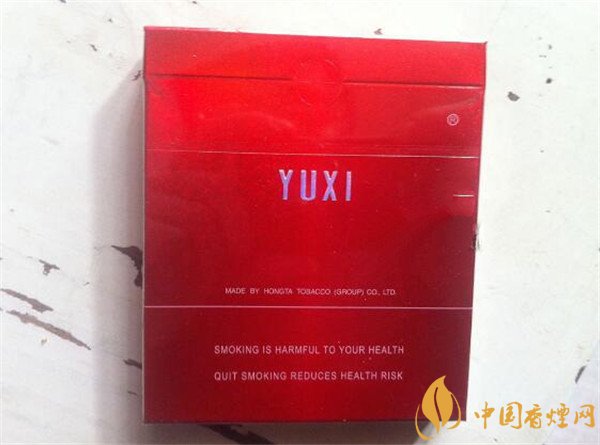 ®
YUXI
MADE BY HONGTA TOBACCO (GROUP) CO., LTD.
SMOKING IS HARMFUL TO YOUR HEALTH
QUIT SMOKING REDUCES HEALTH RISK
中国香烟网